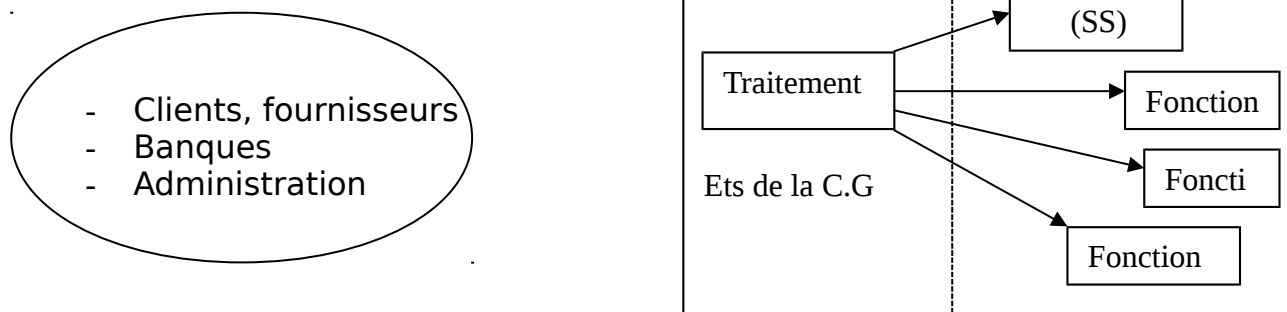 - Clients, fournisseurs
- Banques
- Administration
(SS)
Traitement
Fonction
Foncti
Ets de la C.G
Fonction